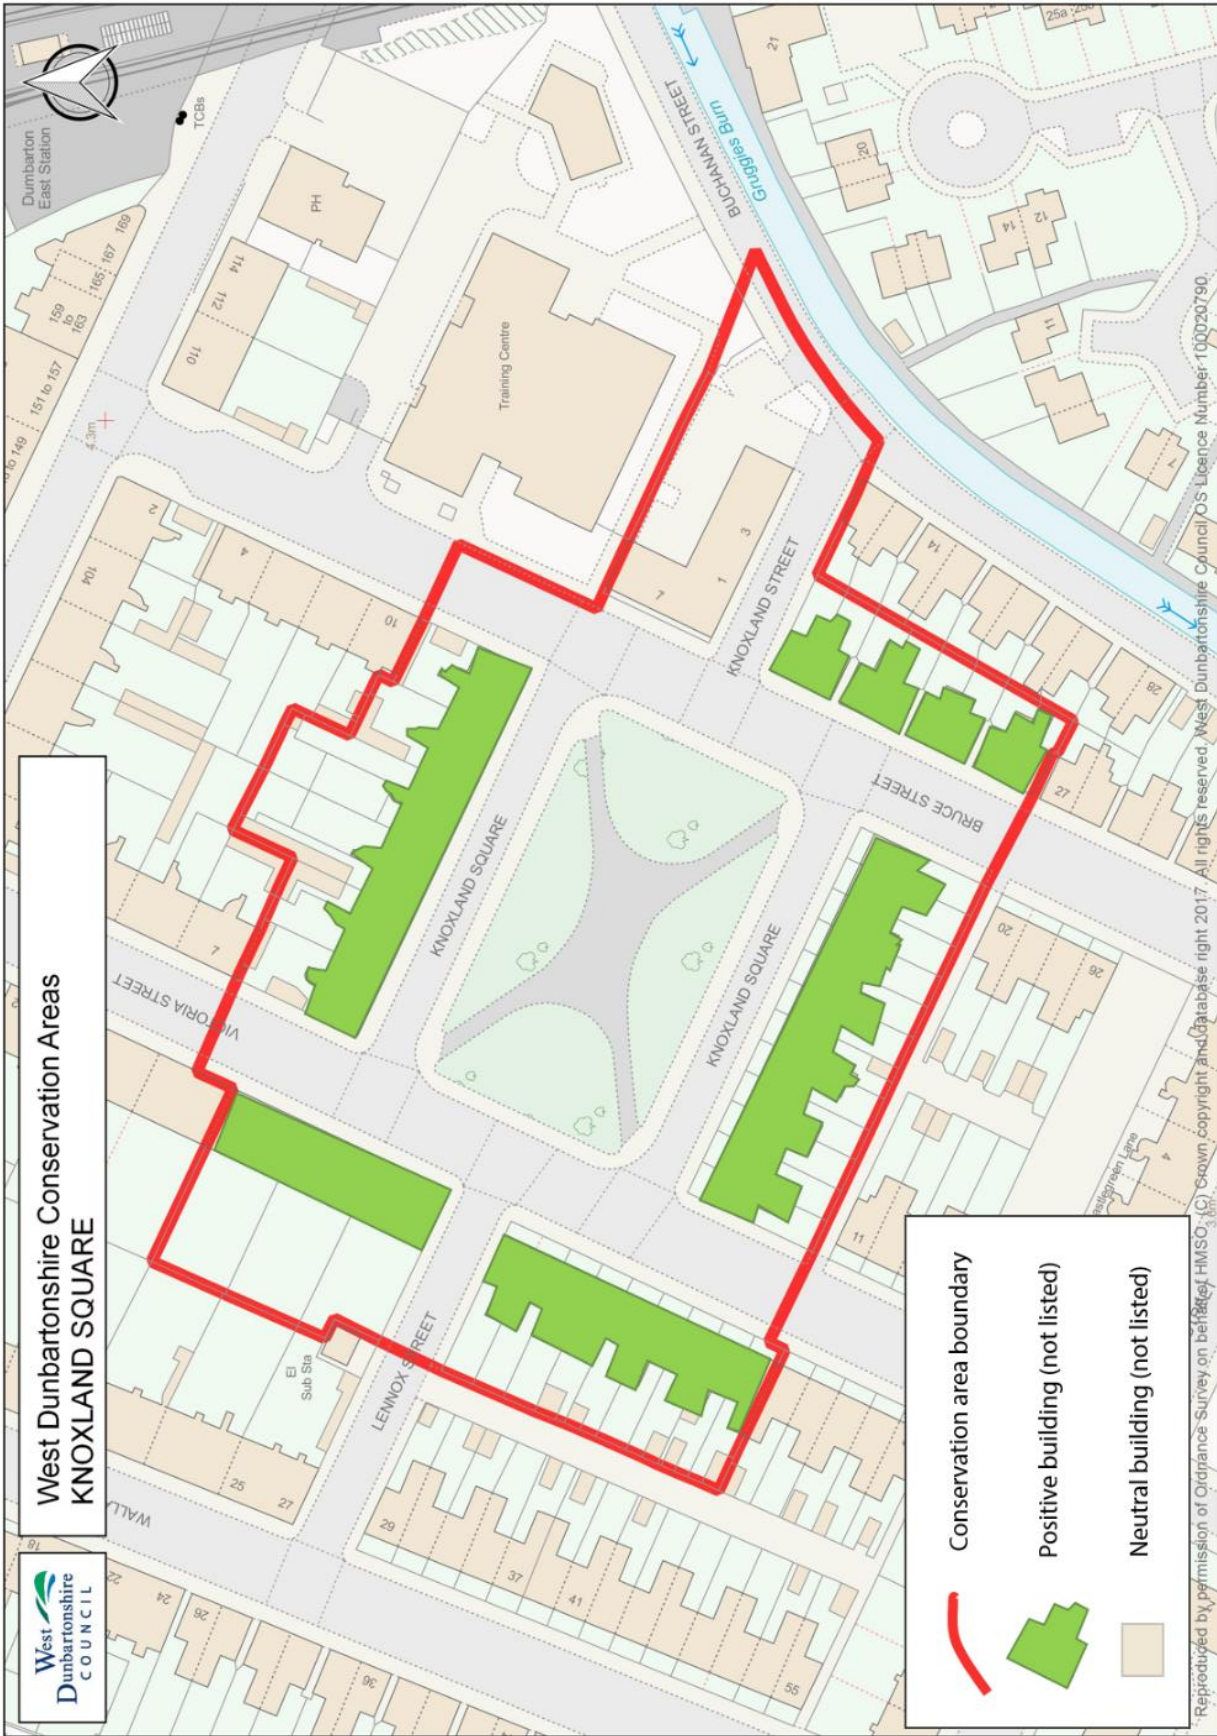 West
Dunbartonshire
COUNCIL
West Dunbartonshire Conservation Areas
KNOXLAND SQUARE
Dumbarton
East Station
TCBs
PH
159
to
163
165
167
169
151 to 157
to 149
4.3m
110
112
114
104
2
4
10
7
Training Centre
BUCHANAN STREET
Gruggies Burn
21
20
14
12
11
7
VICTORIA STREET
KNOXLAND SQUARE
KNOXLAND STREET
7
1
3
14
28
27
BRUCE STREET
KNOXLAND SQUARE
20
26
LENNOX STREET
El
Sub Sta
25
27
29
37
41
55
18
22
24
26
36
11
4
Conservation area boundary
Positive building (not listed)
Neutral building (not listed)
Reproduced by permission of Ordnance Survey on behalf of HMSO. (C) Crown copyright and database right 2017. All rights reserved. West Dunbartonshire Council OS Licence Number 100020790